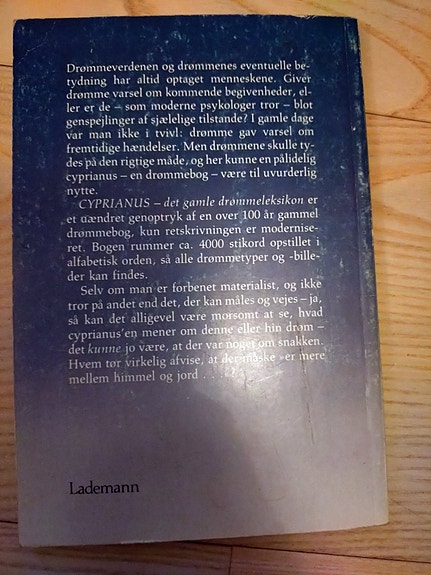 Drømmeverdenen og drømmenes eventuelle be-
tydning har altid optaget menneskene. Giver
drømme varsel om kommende begivenheder, el-
ler er de – som moderne psykologer tror – blot
genspejlinger af sjælelige tilstande? I gamle dage
var man ikke i tvivl: drømme gav varsel om
fremtidige hændelser. Men drømmene skulle ty-
des på den rigtige måde, og her kunne en pålidelig
cyprianus – en drømmebog – være til uvurderlig
nytte.
CYPRIANUS – det gamle drømmeleksikon er
et uændret genoptryk af en over 100 år gammel
drømmebog, kun retskrivningen er modernise-
ret. Bogen rummer ca. 4000 stikord opstillet i
alfabetisk orden, så alle drømmetyper og -bille-
der kan findes.
Selv om man er forbenet materialist, og ikke
tror på andet end det, der kan måles og vejes – ja,
så kan det alligevel være morsomt at se, hvad
cyprianus'en mener om denne eller hin drøm –
det kunne jo være, at der var noget om snakken.
Hvem tør virkelig afvise, at der måske »er mere
mellem himmel og jord . . .
Lademann